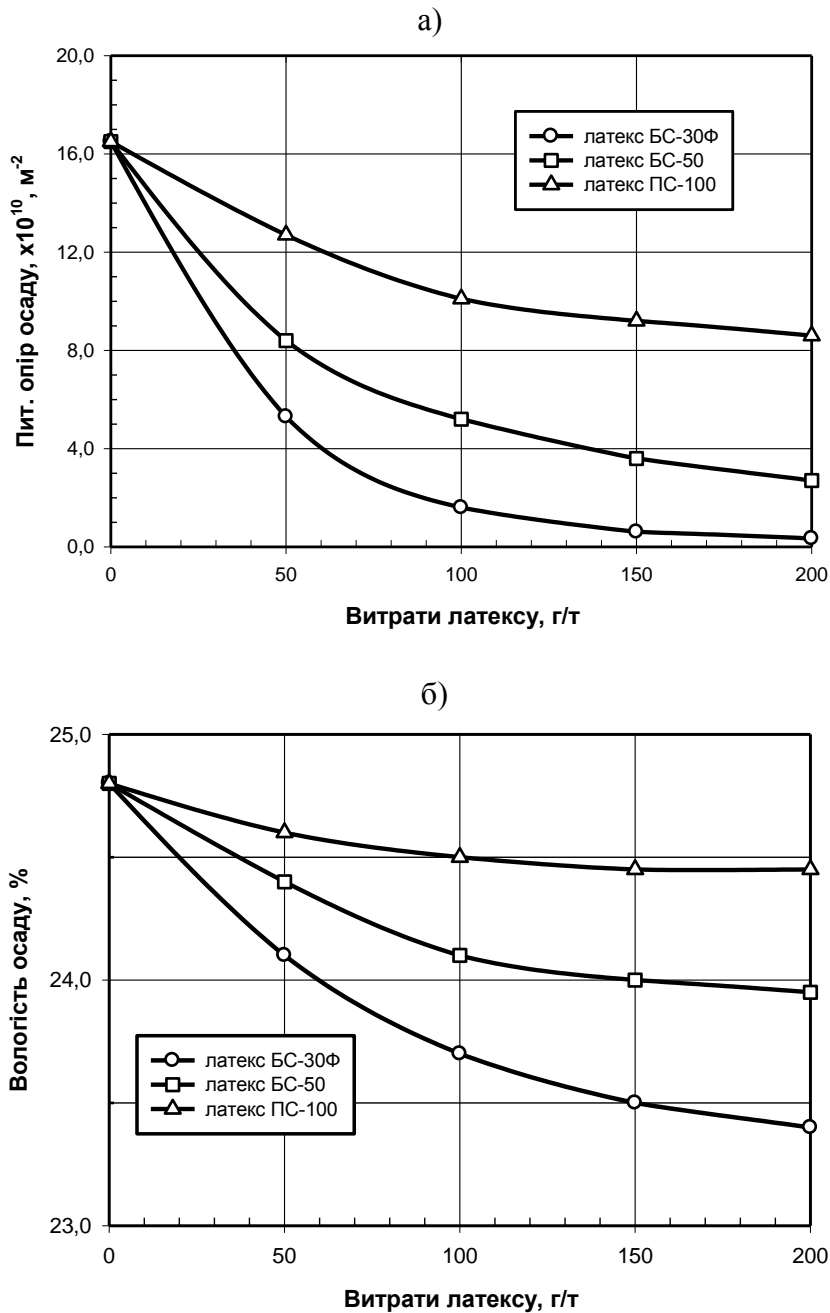 а)
20,0
16,0
12,0
8,0
4,0
0,0
Пит. опір осаду, х10¹⁰, м⁻²
латекс БС-30Ф
латекс БС-50
латекс ПС-100
0
50
100
150
200
Витрати латексу, г/т
б)
25,0
24,0
23,0
Вологість осаду, %
латекс БС-30Ф
латекс БС-50
латекс ПС-100
0
50
100
150
200
Витрати латексу, г/т